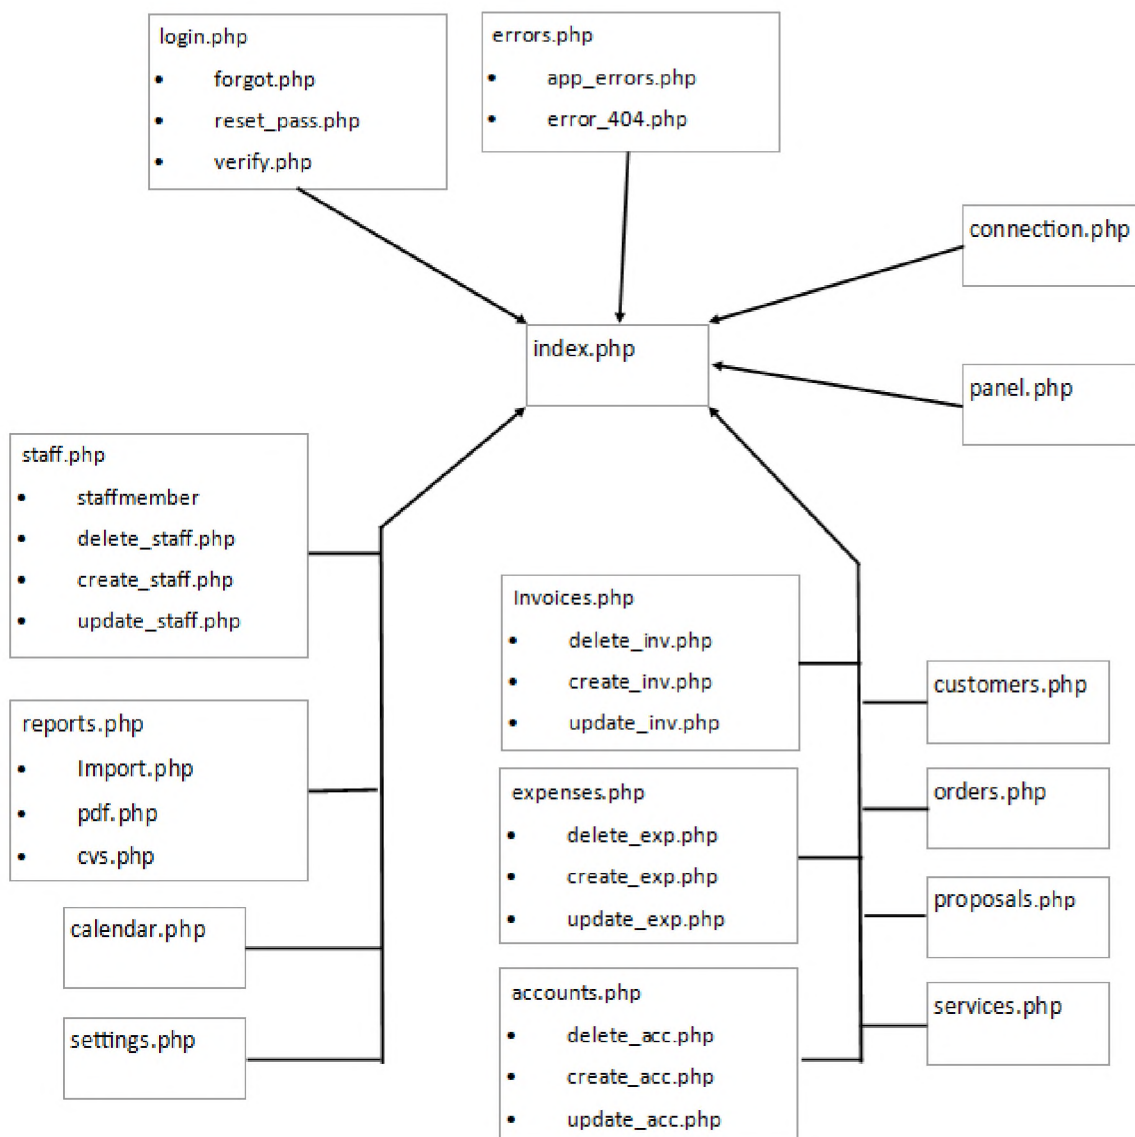 login.php
• forgot.php
• reset_pass.php
• verify.php
errors.php
• app_errors.php
• error_404.php
connection.php
index.php
panel.php
staff.php
• staffmember
• delete_staff.php
• create_staff.php
• update_staff.php
reports.php
• Import.php
• pdf.php
• cvs.php
calendar.php
settings.php
Invoices.php
• delete_inv.php
• create_inv.php
• update_inv.php
expenses.php
• delete_exp.php
• create_exp.php
• update_exp.php
accounts.php
• delete_acc.php
• create_acc.php
• update_acc.php
customers.php
orders.php
proposals.php
services.php